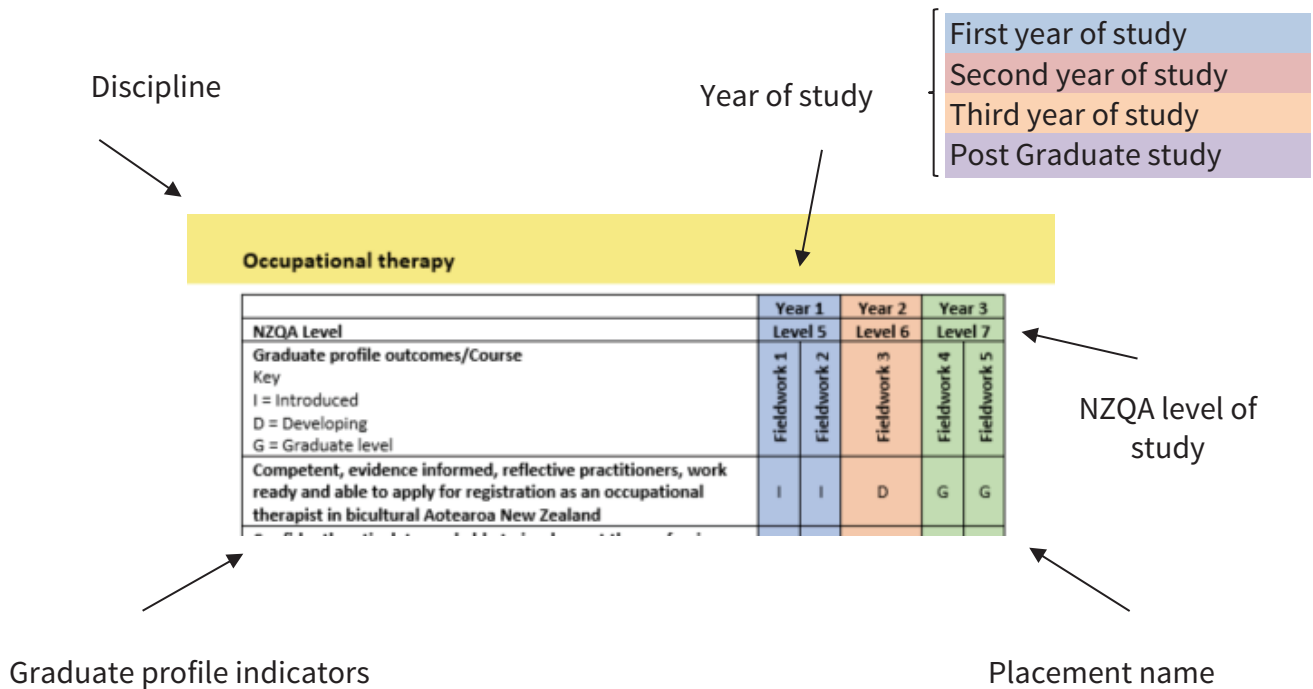 First year of study
Second year of study
Third year of study
Post Graduate study
Discipline
Year of study
Occupational therapy
Year 1 Year 2 Year 3
NZQA Level Level 5 Level 6 Level 7
Graduate profile outcomes/Course
Key
I = Introduced
D = Developing
G = Graduate level
Fieldwork 1
Fieldwork 2
Fieldwork 3
Fieldwork 4
Fieldwork 5
NZQA level of
study
Competent, evidence informed, reflective practitioners, work
ready and able to apply for registration as an occupational
therapist in bicultural Aotearoa New Zealand
I I D G G
Graduate profile indicators
Placement name